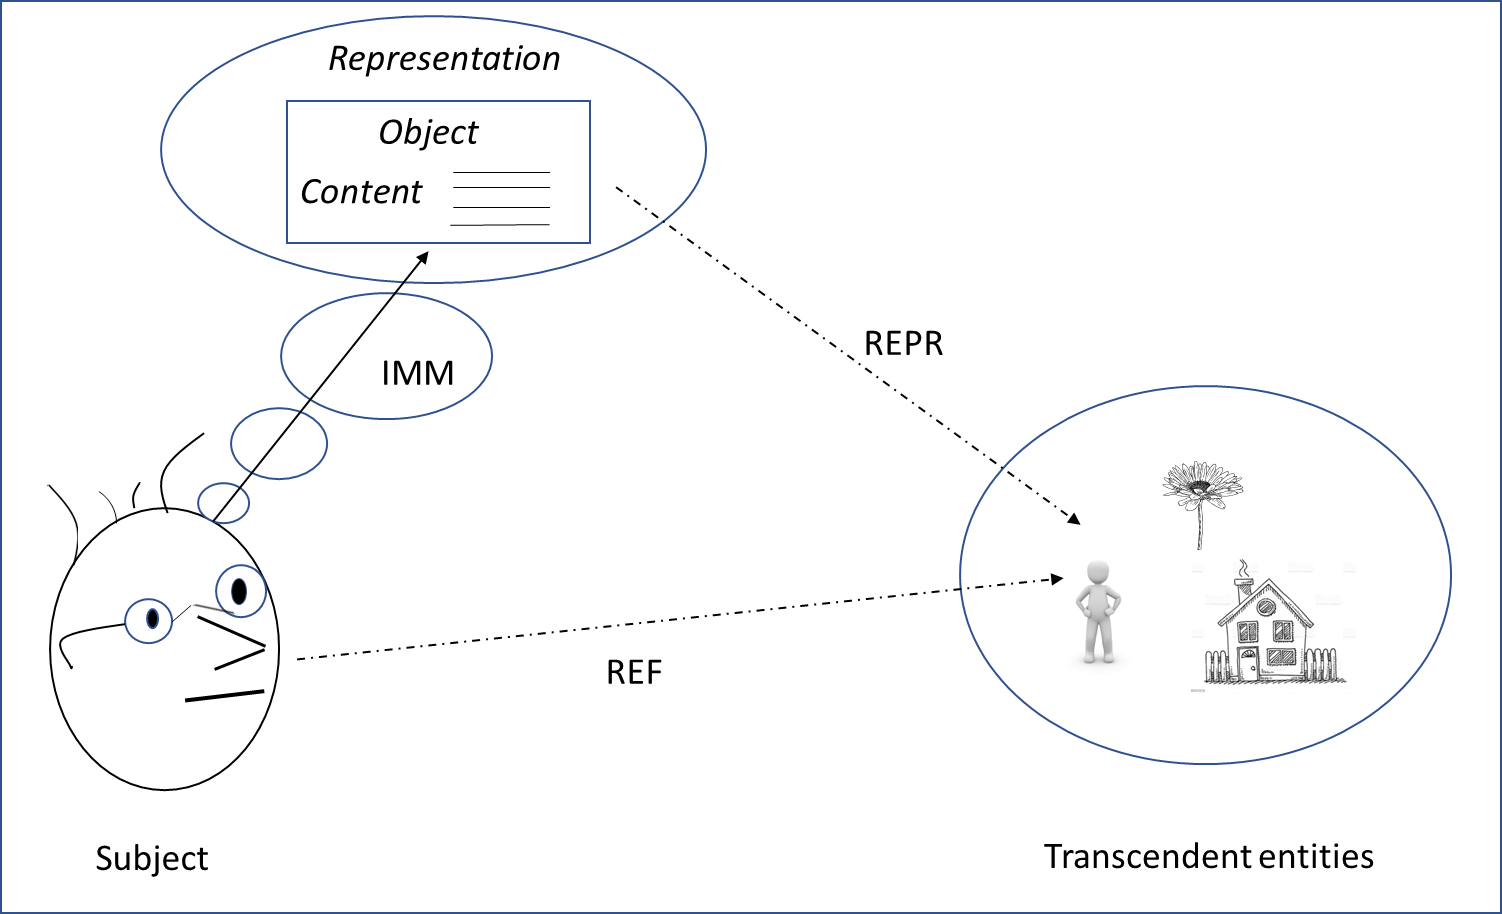 Representation
Object
Content
IMM
REPR
REF
Subject
Transcendent entities